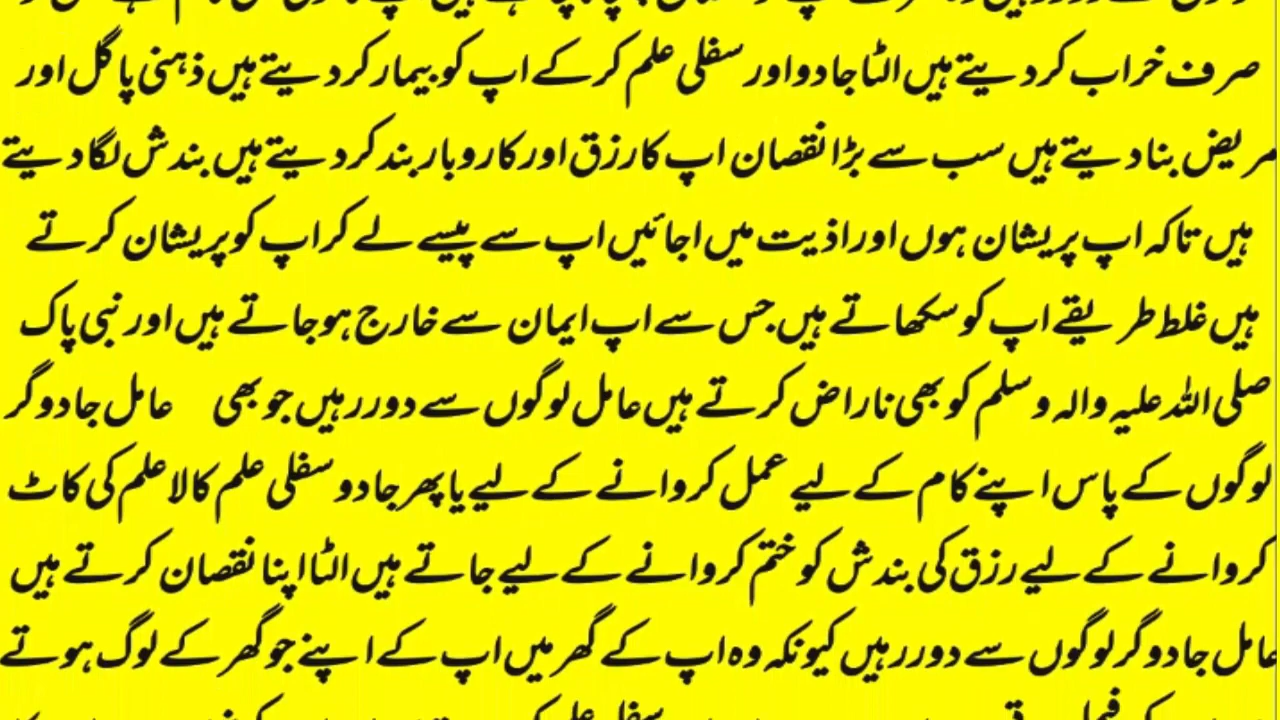 صرف خراب کر دیتے ہیں الٹا جادو اور سفلی علم کر کے اپ کو بیمار کر دیتے ہیں ذہنی پاگل اور
مریض بنا دیتے ہیں سب سے بڑا نقصان اپ کا رزق اور کاروبار بند کر دیتے ہیں بندش لگا دیتے
ہیں تاکہ اپ پریشان ہوں اور اذیت میں اجائیں اپ سے پیسے لے کر اپ کو پریشان کرتے
ہیں غلط طریقے اپ کو سکھاتے ہیں جس سے اپ ایمان سے خارج ہو جاتے ہیں اور نبی پاک
صلی اللہ علیہ والہ وسلم کو بھی ناراض کرتے ہیں عامل لوگوں سے دور رہیں جو بھی عامل جادوگر
لوگوں کے پاس اپنے کام کے لیے عمل کروانے کے لیے یا پھر جادو سفلی علم کالا علم کی کاٹ
کروانے کے لیے رزق کی بندش کو ختم کروانے کے لیے جاتے ہیں الٹا اپنا نقصان کرتے ہیں
عامل جادوگر لوگوں سے دور رہیں کیونکہ وہ اپ کے گھر میں اپ کے اپنے جو گھر کے لوگ ہوتے